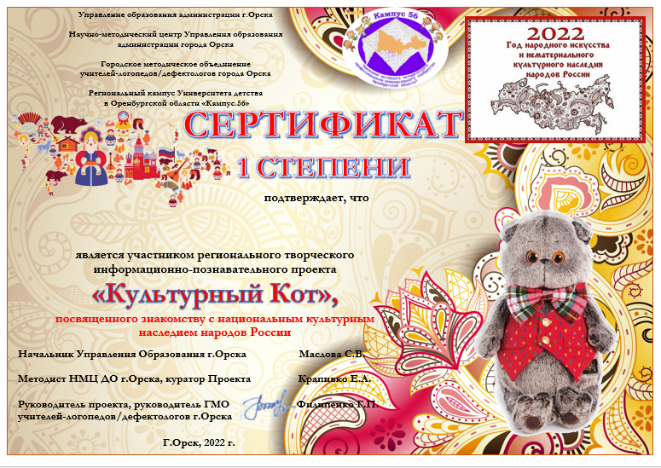 Управление образования администрации г.Орска
Научно-методический центр Управления образования
администрации города Орска
Городское методическое объединение
учителей-логопедов/дефектологов города Орска
Региональный кампус Университета детства
в Оренбургской области «Кампус.56»
Кампус 56
2022
Год народного искусства
и нематериального
культурного наследия
народов России
СЕРТИФИКАТ
1 СТЕПЕНИ
подтверждает, что
является участником регионального творческого
информационно-познавательного проекта
«Культурный Кот»,
посвященного знакомству с национальным культурным
наследием народов России
Начальник Управления Образования г.Орска Маслова С.В.
Методист НМЦ ДО г.Орска, куратор Проекта Крапивко Е.А.
Руководитель проекта, руководитель ГМО Филипенко Г.П.
учителей-логопедов/дефектологов г.Орска
Г.Орск, 2022 г.